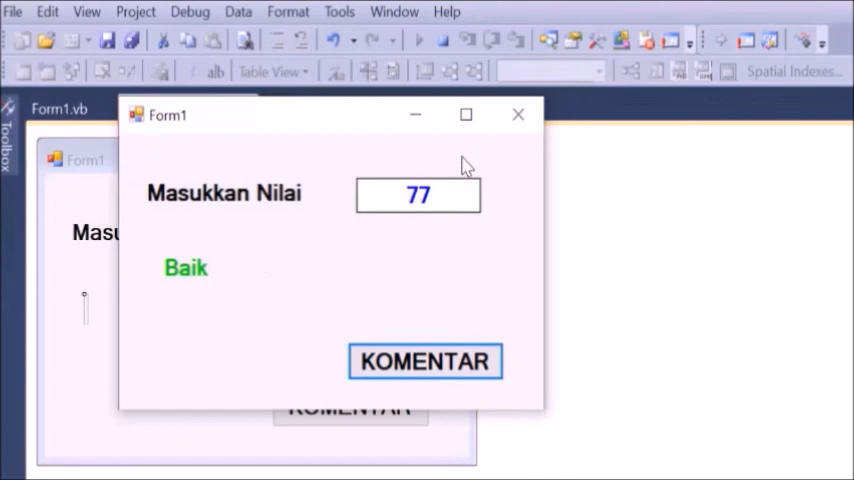 File Edit View Project Debug Data Format Tools Window Help
Table View
Spatial Indexes...
Form1.vb
Toolbox
Form1
Form1
Masukkan Nilai 77
Masu
Baik
KOMENTAR
KOMENTAR